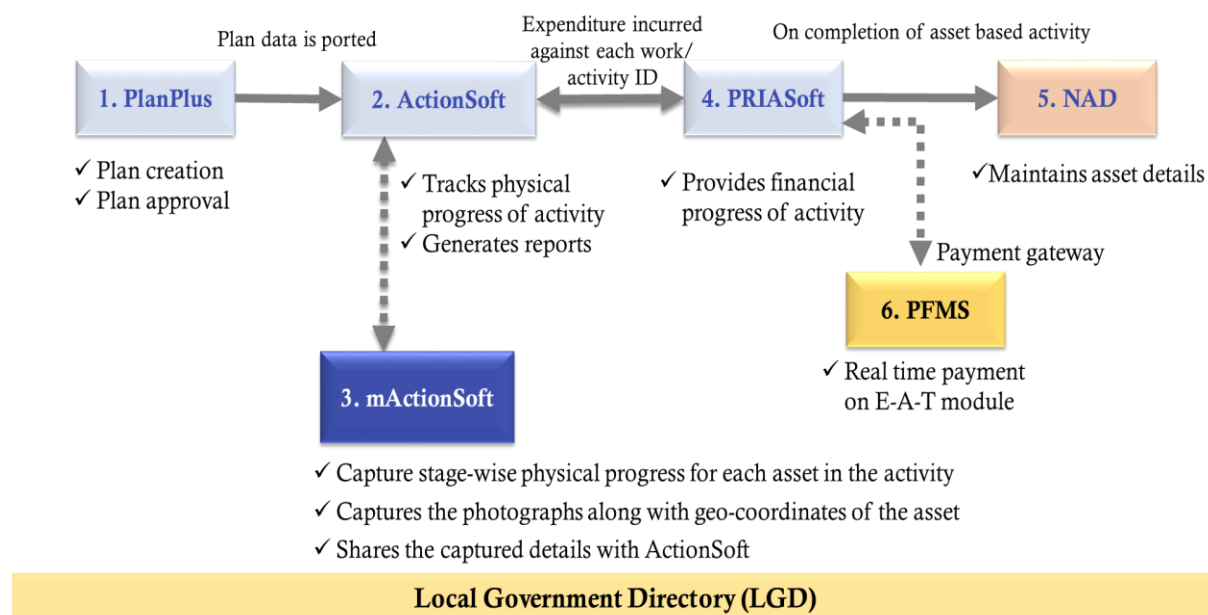 Plan data is ported
Expenditure incurred
against each work/
activity ID
On completion of asset based activity
1. PlanPlus
2. ActionSoft
4. PRIASoft
5. NAD
✓ Plan creation
✓ Plan approval
✓ Tracks physical
progress of activity
✓ Generates reports
✓ Provides financial
progress of activity
✓ Maintains asset details
Payment gateway
6. PFMS
✓ Real time payment
on E-A-T module
3. mActionSoft
✓ Capture stage-wise physical progress for each asset in the activity
✓ Captures the photographs along with geo-coordinates of the asset
✓ Shares the captured details with ActionSoft
Local Government Directory (LGD)